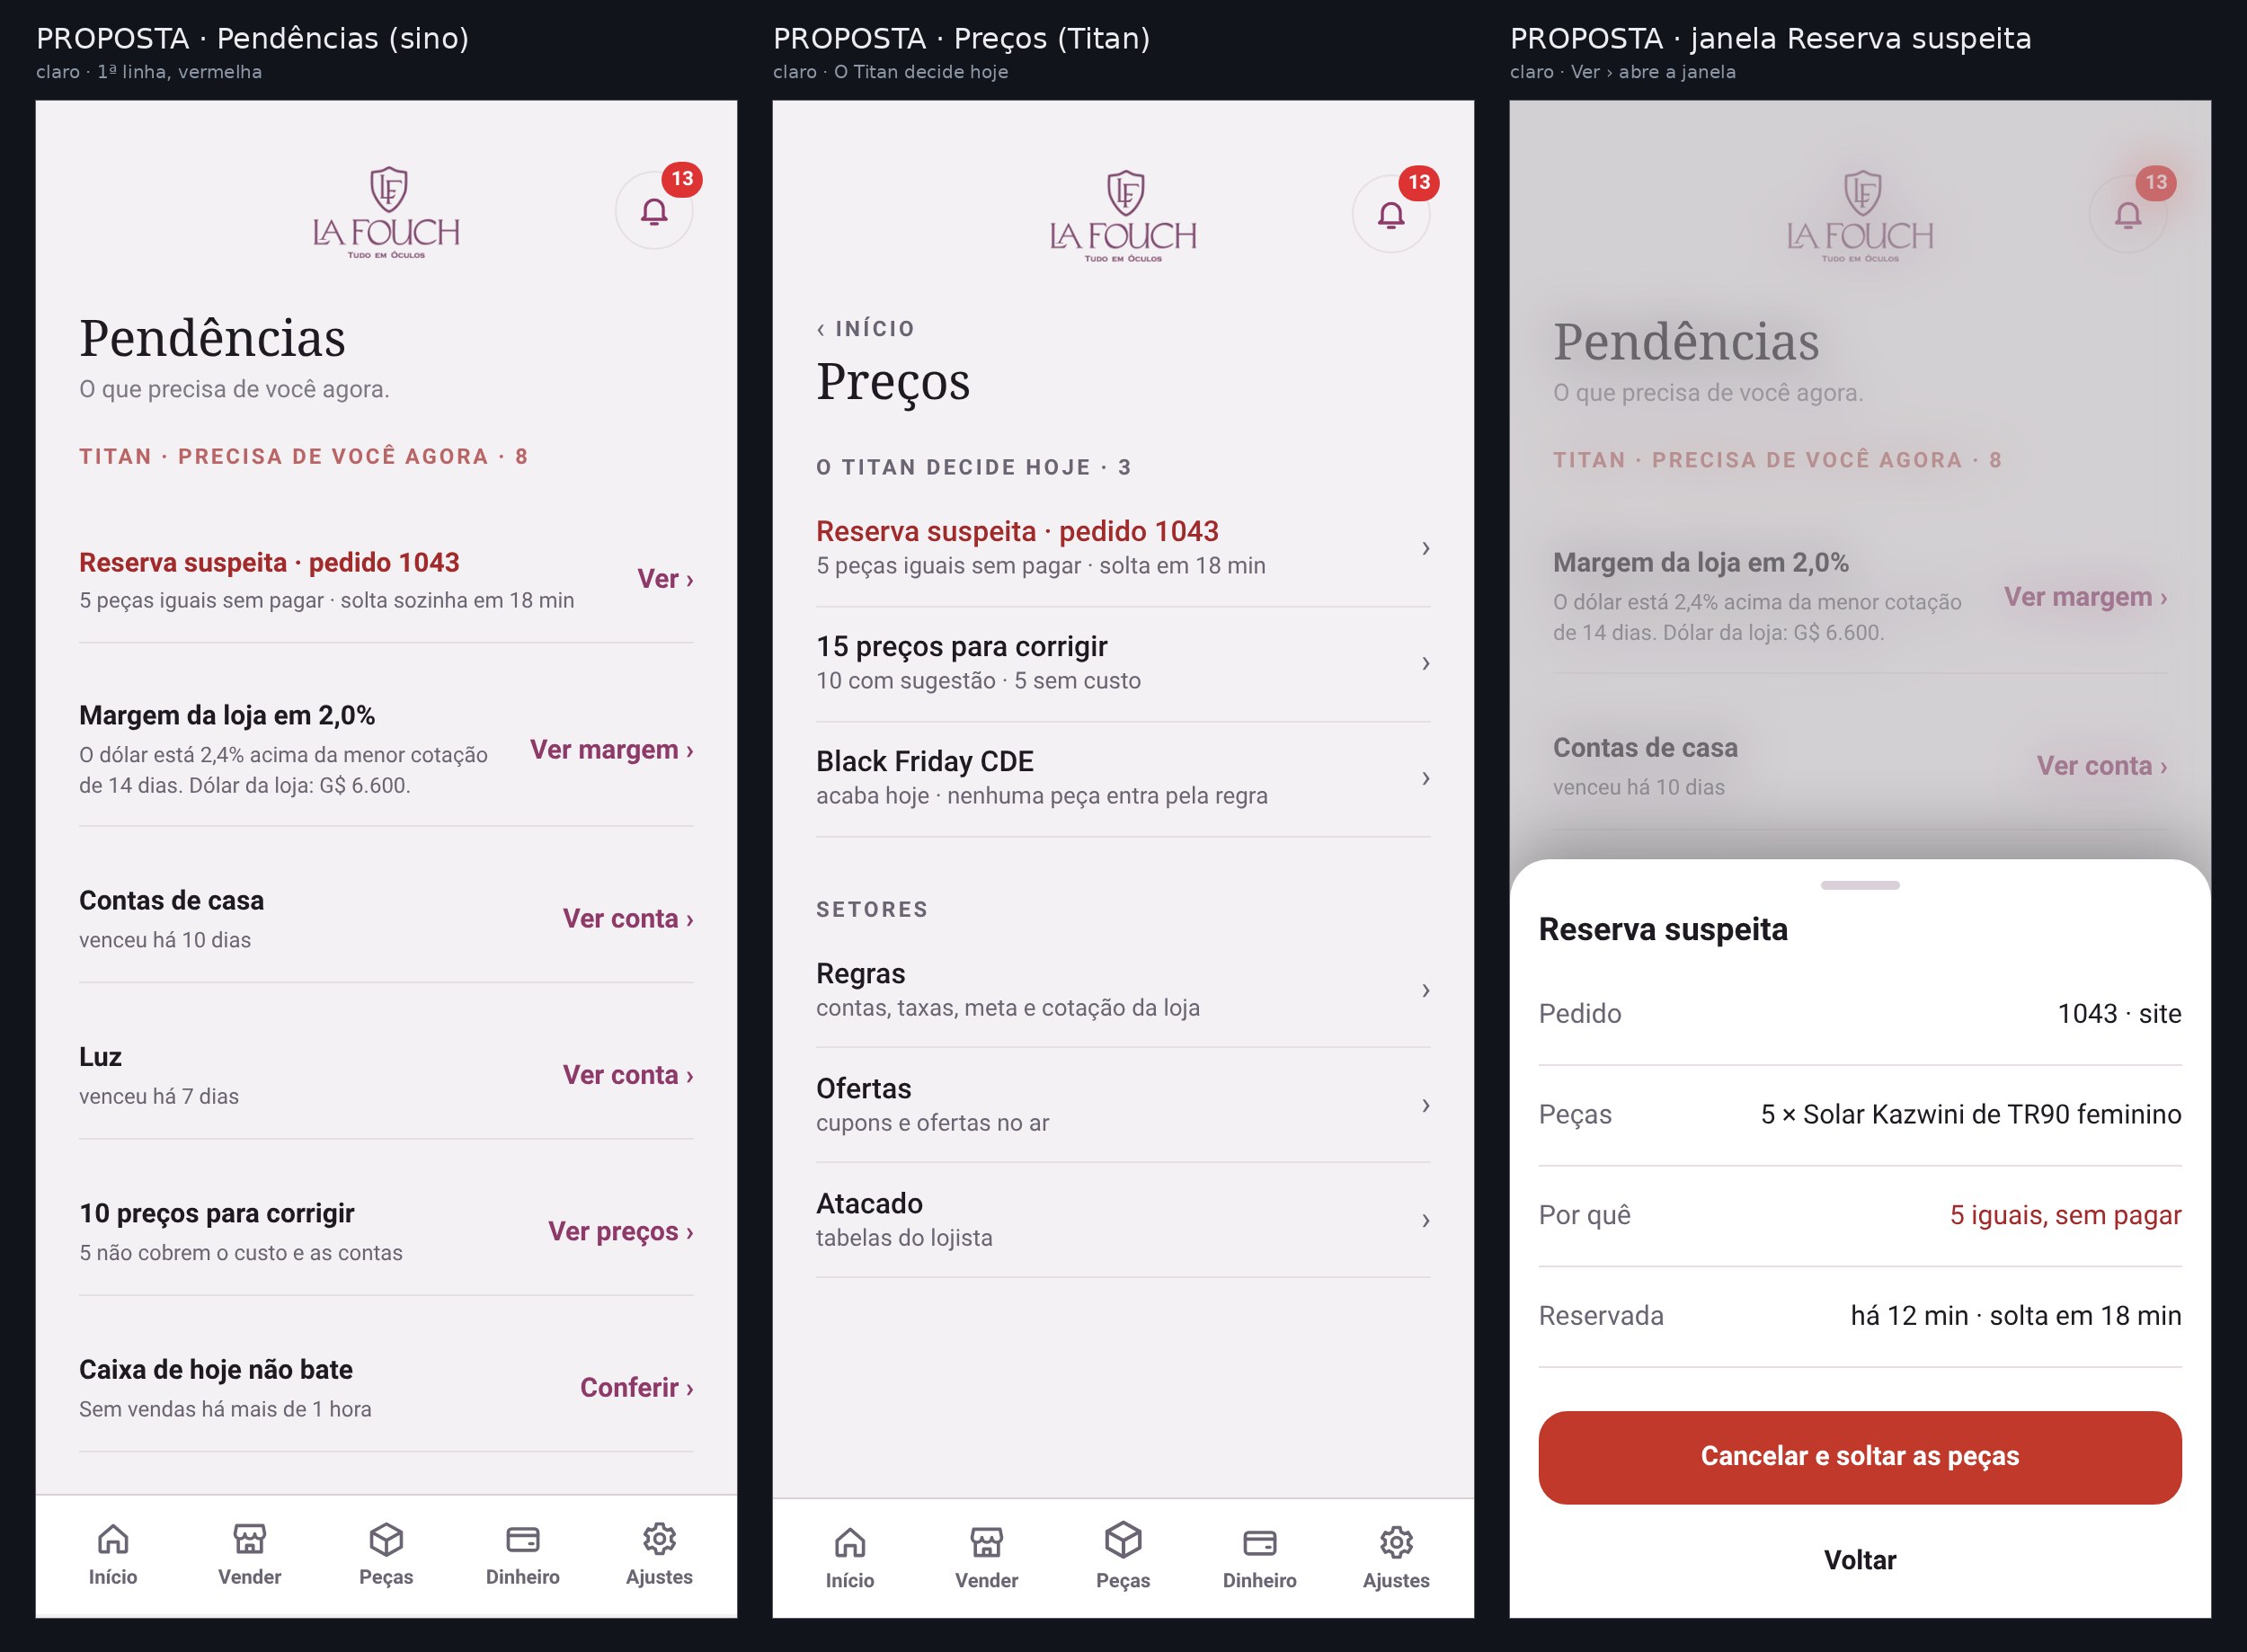 PROPOSTA · Pendências (sino)
claro · 1ª linha, vermelha
13
LF
LA FOUCH
TUDO EM ÓCULOS
Pendências
O que precisa de você agora.
TITAN · PRECISA DE VOCÊ AGORA · 8
Reserva suspeita · pedido 1043
5 peças iguais sem pagar · solta sozinha em 18 min
Ver ›
Margem da loja em 2,0%
O dólar está 2,4% acima da menor cotação
de 14 dias. Dólar da loja: G$ 6.600.
Ver margem ›
Contas de casa
venceu há 10 dias
Ver conta ›
Luz
venceu há 7 dias
Ver conta ›
10 preços para corrigir
5 não cobrem o custo e as contas
Ver preços ›
Caixa de hoje não bate
Sem vendas há mais de 1 hora
Conferir ›
Início
Vender
Peças
Dinheiro
Ajustes
PROPOSTA · Preços (Titan)
claro · O Titan decide hoje
13
LF
LA FOUCH
TUDO EM ÓCULOS
‹ INÍCIO
Preços
O TITAN DECIDE HOJE · 3
Reserva suspeita · pedido 1043
5 peças iguais sem pagar · solta em 18 min
›
15 preços para corrigir
10 com sugestão · 5 sem custo
›
Black Friday CDE
acaba hoje · nenhuma peça entra pela regra
›
SETORES
Regras
contas, taxas, meta e cotação da loja
›
Ofertas
cupons e ofertas no ar
›
Atacado
tabelas do lojista
›
Início
Vender
Peças
Dinheiro
Ajustes
PROPOSTA · janela Reserva suspeita
claro · Ver › abre a janela
13
LF
LA FOUCH
TUDO EM ÓCULOS
Pendências
O que precisa de você agora.
TITAN · PRECISA DE VOCÊ AGORA · 8
Margem da loja em 2,0%
O dólar está 2,4% acima da menor cotação
de 14 dias. Dólar da loja: G$ 6.600.
Ver margem ›
Contas de casa
venceu há 10 dias
Ver conta ›
Reserva suspeita
Pedido
1043 · site
Peças
5 × Solar Kazwini de TR90 feminino
Por quê
5 iguais, sem pagar
Reservada
há 12 min · solta em 18 min
Cancelar e soltar as peças
Voltar